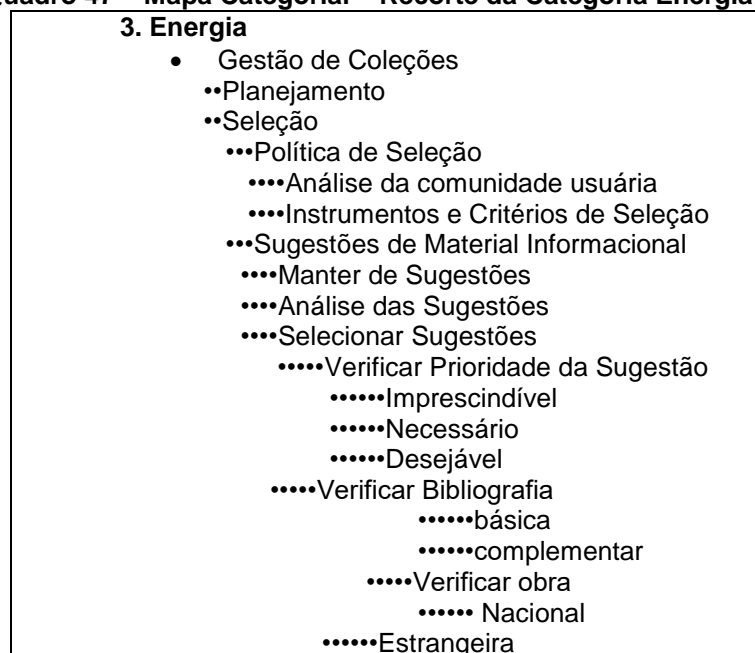 Quadro 47 – Mapa Categorial – Recorte da Categoria Energia
3. Energia
• Gestão de Coleções
••Planejamento
••Seleção
•••Política de Seleção
••••Análise da comunidade usuária
••••Instrumentos e Critérios de Seleção
•••Sugestões de Material Informacional
••••Manter de Sugestões
••••Análise das Sugestões
••••Selecionar Sugestões
•••••Verificar Prioridade da Sugestão
••••••Imprescindível
••••••Necessário
••••••Desejável
•••••Verificar Bibliografia
••••••básica
••••••complementar
•••••Verificar obra
•••••• Nacional
••••••Estrangeira